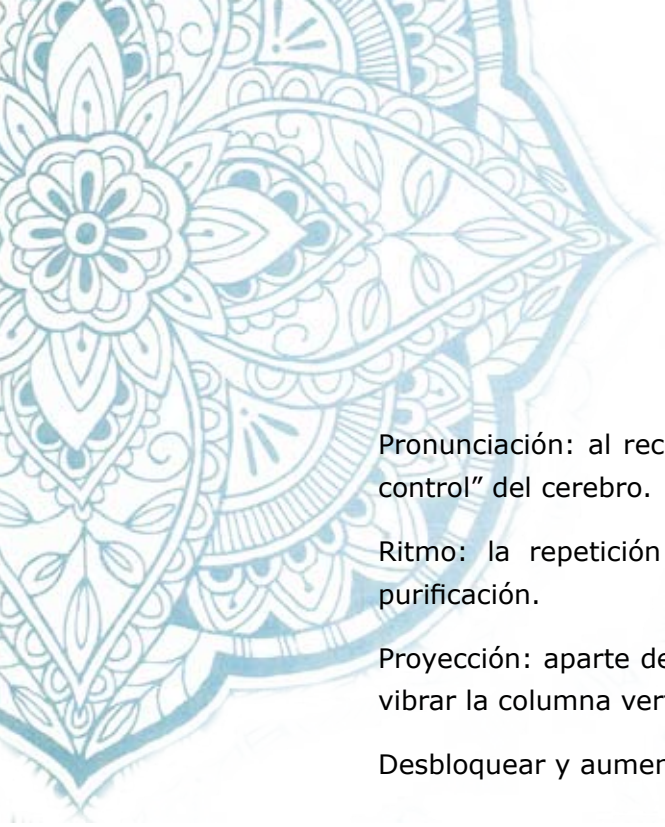 Pronunciación: al rec
control” del cerebro.
Ritmo: la repetición
purificación.
Proyección: aparte de
vibrar la columna ver
Desbloquear y aumen